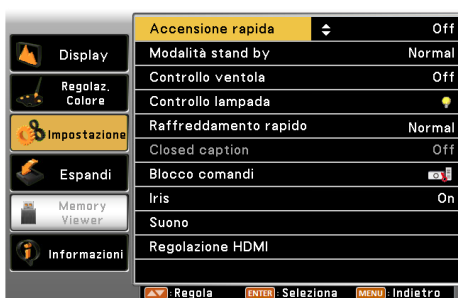 Display
Regolaz.
Colore
Impostazione
Espandi
Memory
Viewer
Informazioni
Accensione rapida Off
Modalità stand by Normal
Controllo ventola Off
Controllo lampada
Raffreddamento rapido Normal
Closed caption Off
Blocco comandi
Iris On
Suono
Regolazione HDMI
:Regola ENTER :Seleziona MENU :Indietro